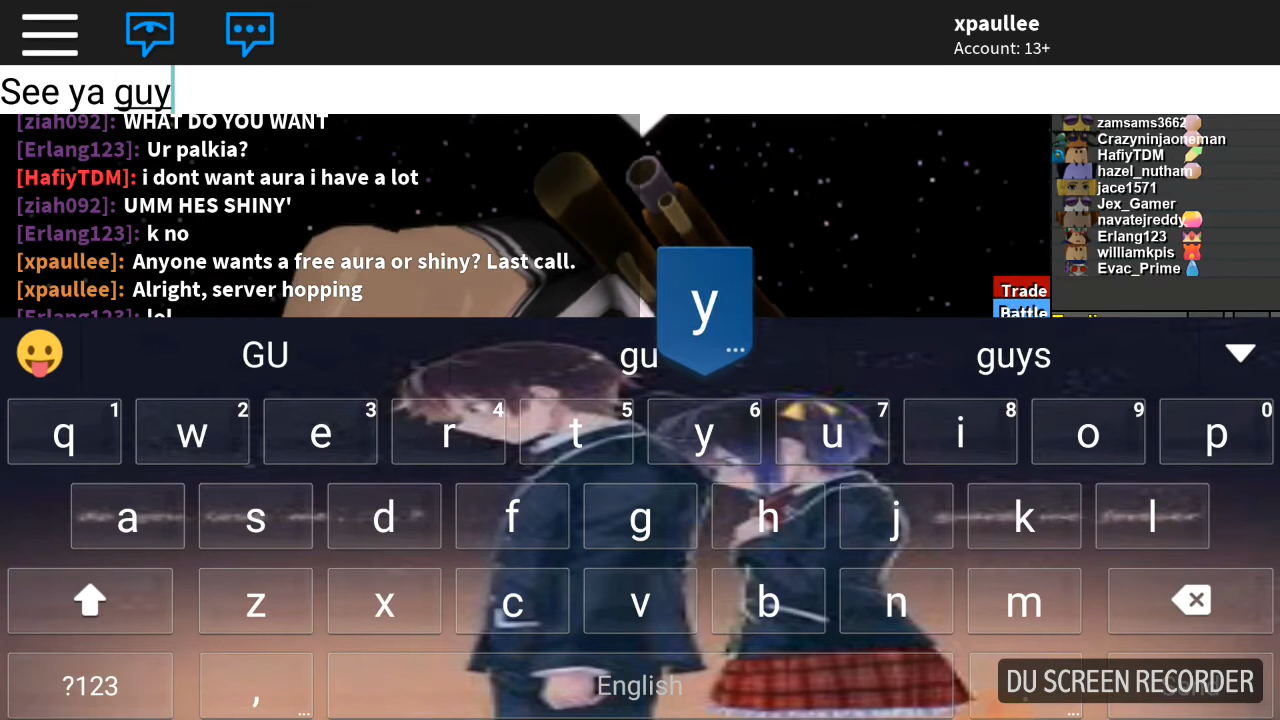 xpaullee
Account: 13+
See ya guy
[ziah092]: WHAT DO YOU WANT
[Erlang123]: Ur palkia?
[HafiyTDM]: i dont want aura i have a lot
[ziah092]: UMM HES SHINY'
[Erlang123]: k no
[xpaullee]: Anyone wants a free aura or shiny? Last call.
[xpaullee]: Alright, server hopping
[Erlang123]: lol
zamsams3662
Crazyninjaoneman
HafiyTDM
hazel_nutham
jace1571
Jex_Gamer
navatejreddy
Erlang123
williamkpls
Evac_Prime
Trade
Battle
y
...
GU gu guys
1 2 3 4 5 6 7 8 9 0
q w e r t y u i o p
a s d f g h j k l
z x c v b n m
?123 , ... English ...
DU SCREEN RECORDER